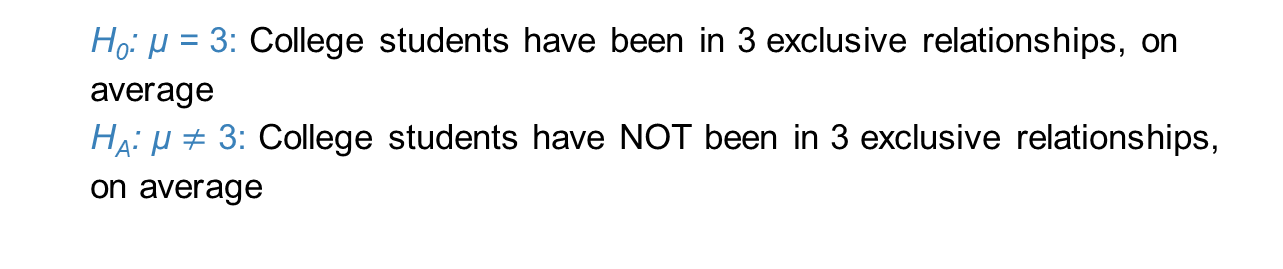 H₀: μ = 3: College students have been in 3 exclusive relationships, on
average
H_A: μ ≠ 3: College students have NOT been in 3 exclusive relationships,
on average